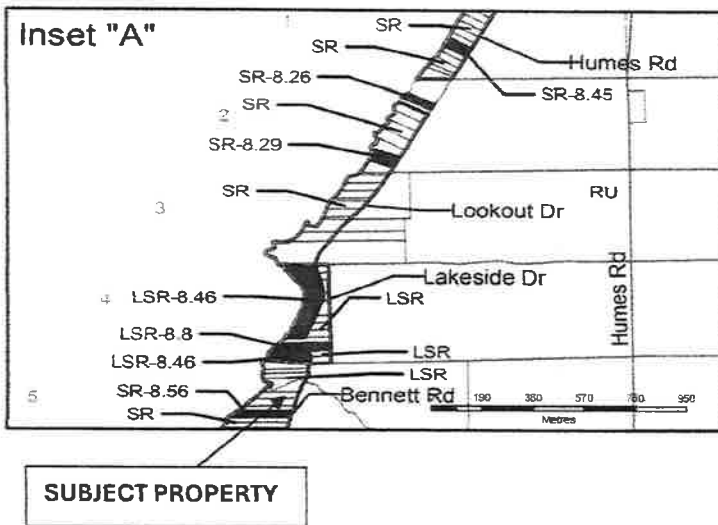 Inset "A"
1
SR
SR
Humes Rd
SR-8.26
SR-8.45
SR
2
SR-8.29
SR
RU
3
Lookout Dr
Lakeside Dr
Humes Rd
4
LSR-8.46
LSR
LSR-8.8
LSR-8.46
LSR
LSR
SR-8.56
5
Bennett Rd
SR
190 380 570 760 950
Metres
SUBJECT PROPERTY